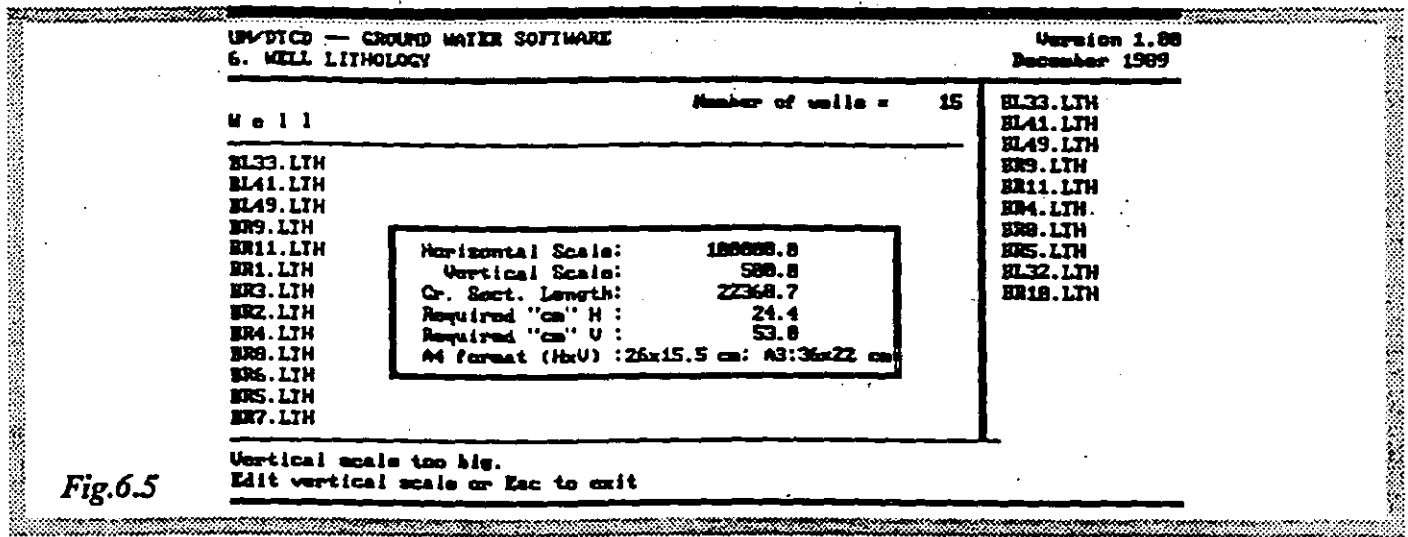 UN/DTCD — GROUND WATER SOFTWARE Version 1.00
6. WELL LITHOLOGY December 1989
Number of wells = 15
W e l l
BL33.LTH
BL41.LTH
BL49.LTH
BR9.LTH
BR11.LTH
BR1.LTH
BR3.LTH
BR2.LTH
BR4.LTH
BR8.LTH
BR6.LTH
BR5.LTH
BR7.LTH
Horizontal Scale: 100000.0
Vertical Scale: 500.0
Cr. Sect. Length: 22360.7
Required "cm" H : 24.4
Required "cm" V : 53.0
A4 format (HxV) :26x15.5 cm; A3:36x22 cm
BL33.LTH
BL41.LTH
BL49.LTH
BR9.LTH
BR11.LTH
BR4.LTH
BR8.LTH
BR5.LTH
BL32.LTH
BR10.LTH
Vertical scale too big.
Edit vertical scale or Esc to exit
Fig.6.5